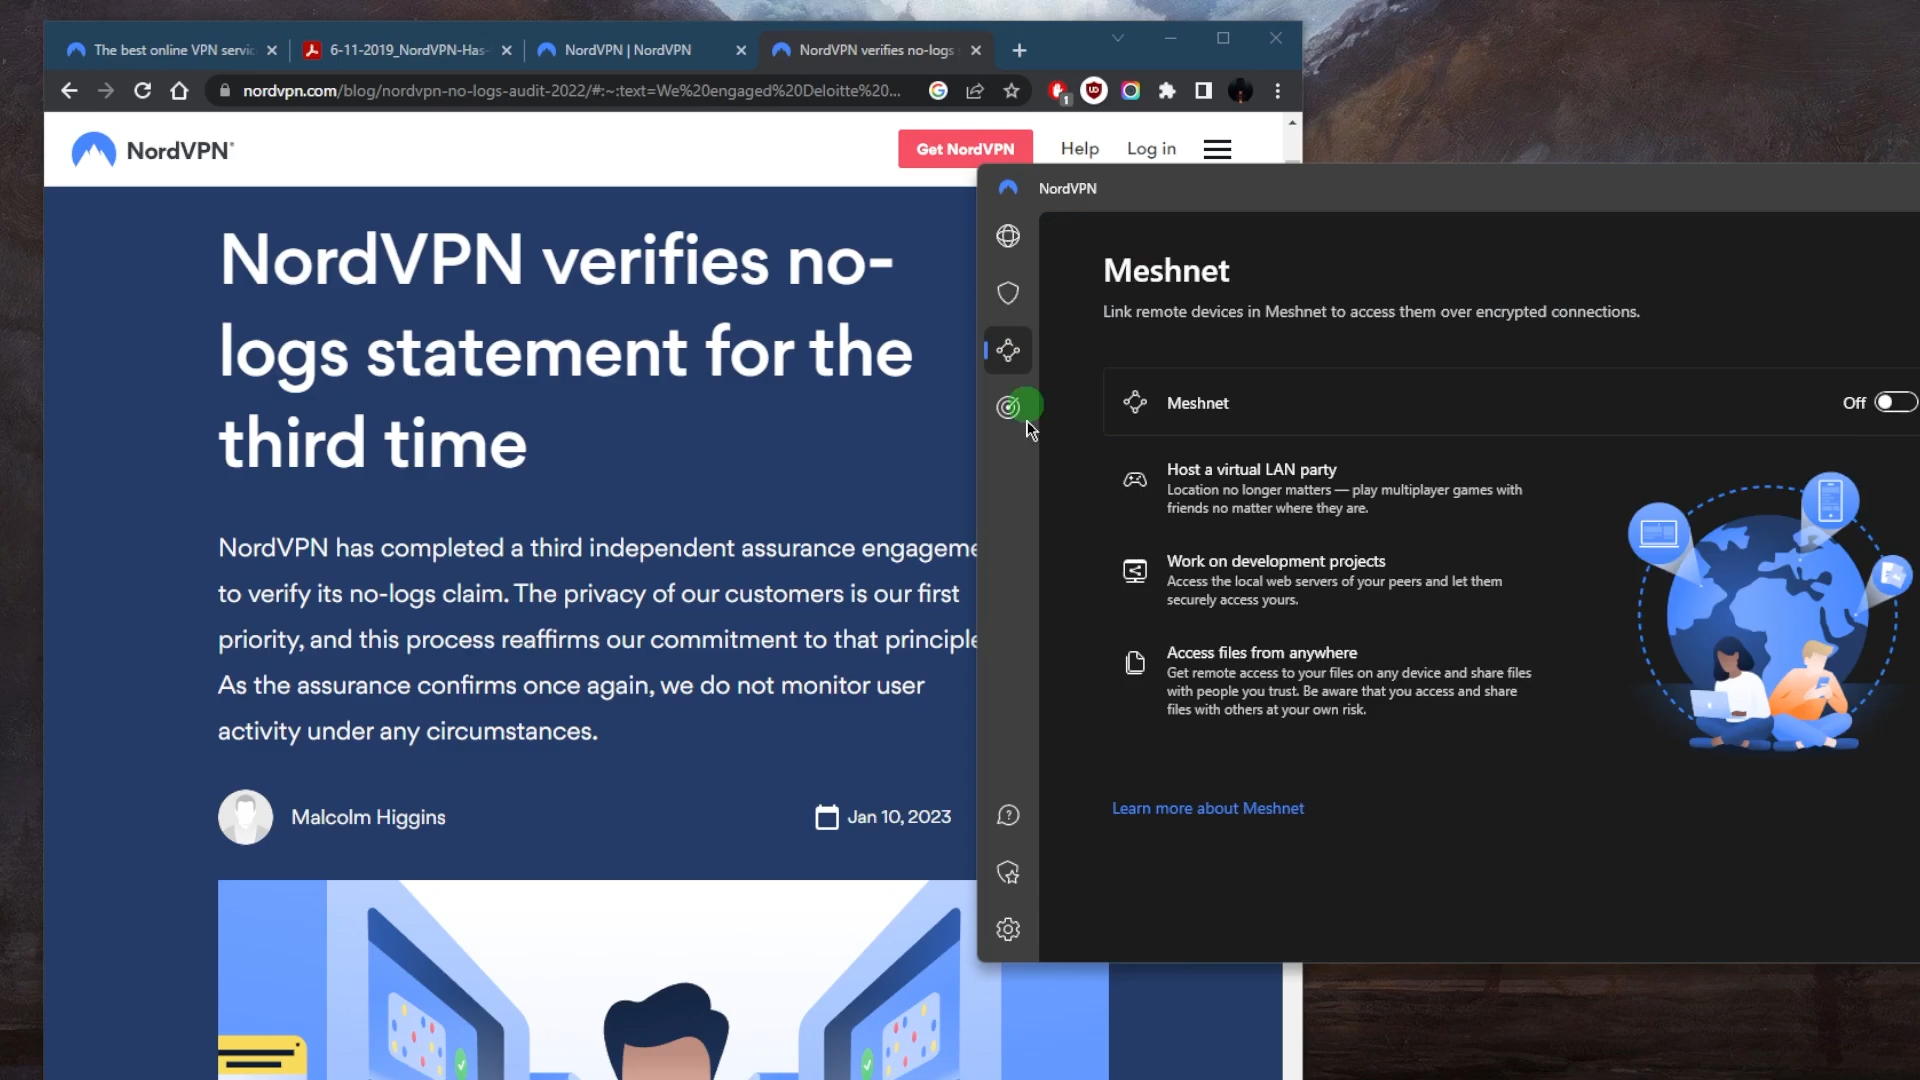 The best online VPN servic
6-11-2019_NordVPN-Has-
NordVPN | NordVPN
NordVPN verifies no-logs
nordvpn.com/blog/nordvpn-no-logs-audit-2022/#:~:text=We%20engaged%20Deloitte%20...
1
NordVPN®
Get NordVPN
Help
Log in
NordVPN verifies no-
logs statement for the
third time
NordVPN has completed a third independent assurance engageme
to verify its no-logs claim. The privacy of our customers is our first
priority, and this process reaffirms our commitment to that principle
As the assurance confirms once again, we do not monitor user
activity under any circumstances.
Malcolm Higgins
Jan 10, 2023
NordVPN
Meshnet
Link remote devices in Meshnet to access them over encrypted connections.
Meshnet
Off
Host a virtual LAN party
Location no longer matters — play multiplayer games with
friends no matter where they are.
Work on development projects
Access the local web servers of your peers and let them
securely access yours.
Access files from anywhere
Get remote access to your files on any device and share files
with people you trust. Be aware that you access and share
files with others at your own risk.
Learn more about Meshnet